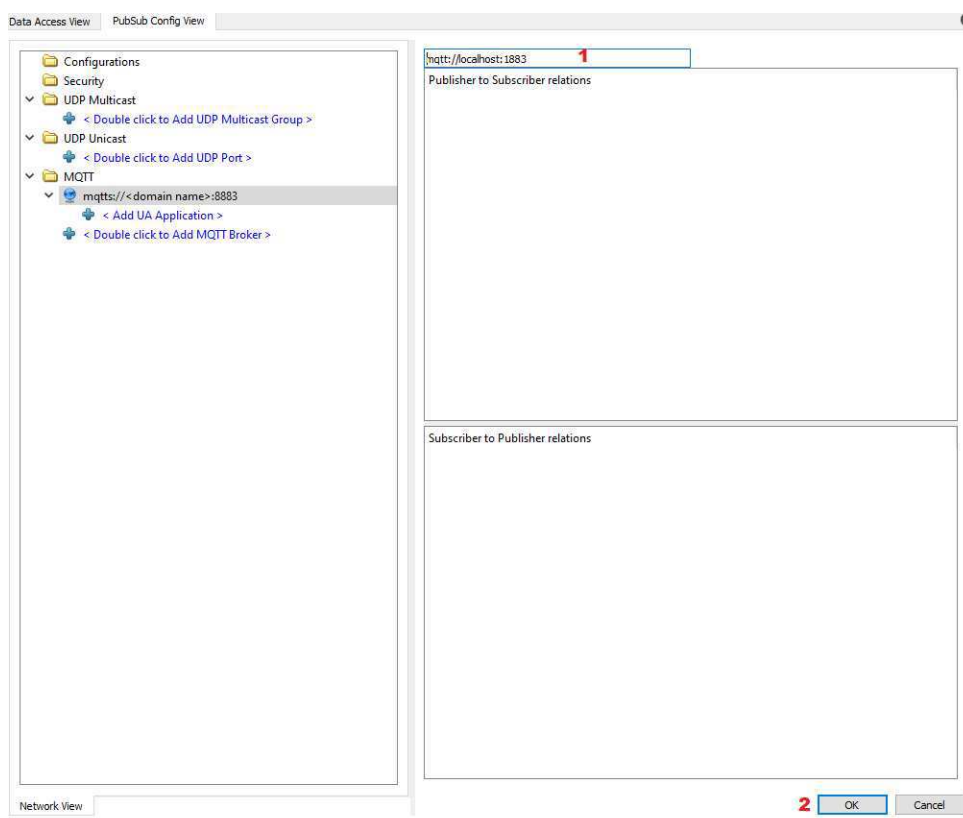 Data Access View
PubSub Config View
Configurations
Security
UDP Multicast
< Double click to Add UDP Multicast Group >
UDP Unicast
< Double click to Add UDP Port >
MQTT
mqtts://<domain name>:8883
< Add UA Application >
< Double click to Add MQTT Broker >
Network View
mqtt://localhost:1883
1
Publisher to Subscriber relations
Subscriber to Publisher relations
2
OK
Cancel